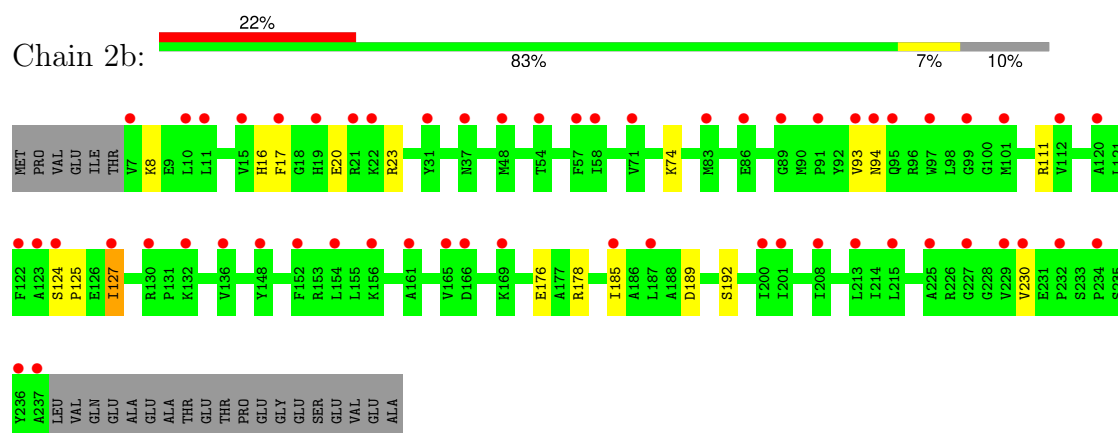 22%
Chain 2b:
83% 7% 10%
MET PRO VAL GLU ILE THR V7 K8 E9 L10 L11 V15 H16 F17 G18 H19 E20 R21 K22 R23 Y31 N37 M48 T54 F57 I58 V71 K74 M83 E86 G89 M90 P91 Y92 V93 N94 Q95 R96 W97 L98 G99 G100 M101 R111 V112 A120 L121
F122 A123 S124 P125 E126 I127 R130 P131 K132 V136 Y148 F152 R153 L154 L155 K156 A161 V165 D166 K169 E176 A177 R178 I185 A186 L187 A188 D189 S192 I200 I201 I208 L213 I214 L215 A225 R226 G227 G228 V229 V230 E231 P232 S233 P234 S235
Y236 A237 LEU VAL GLN GLU ALA GLU ALA THR GLU THR PRO GLU GLY GLU SER GLU VAL GLU ALA